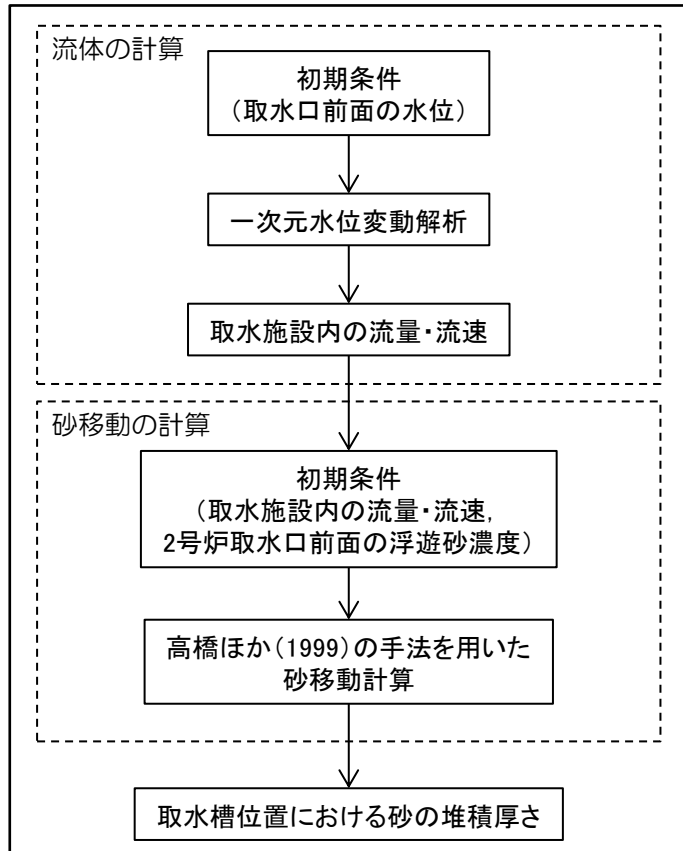 流体の計算
初期条件
（取水口前面の水位）
一次元水位変動解析
取水施設内の流量・流速
砂移動の計算
初期条件
（取水施設内の流量・流速，
2号炉取水口前面の浮遊砂濃度）
高橋ほか（1999）の手法を用いた
砂移動計算
取水槽位置における砂の堆積厚さ